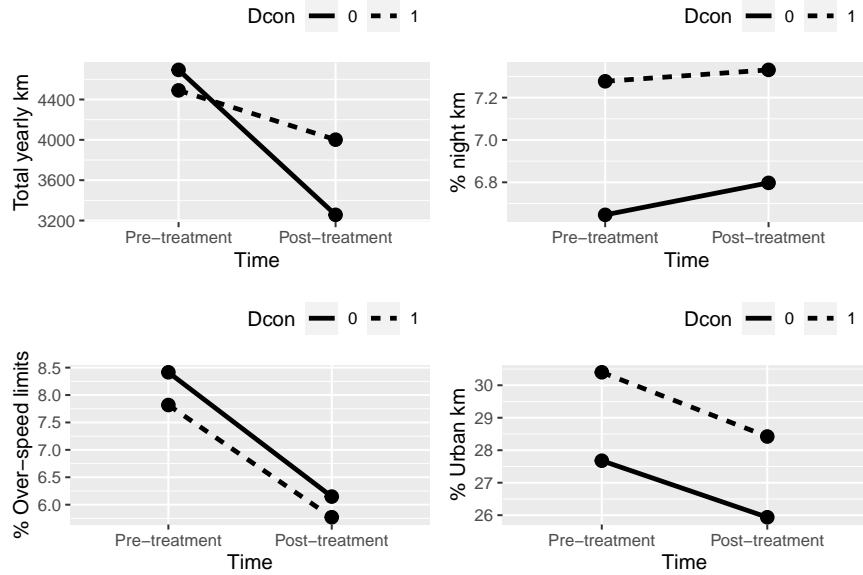 Dcon 0 1
Total yearly km
4400
4000
3600
3200
Pre−treatment Post−treatment
Time
Dcon 0 1
% night km
7.2
7.0
6.8
Pre−treatment Post−treatment
Time
Dcon 0 1
% Over−speed limits
8.5
8.0
7.5
7.0
6.5
6.0
Pre−treatment Post−treatment
Time
Dcon 0 1
% Urban km
30
29
28
27
26
Pre−treatment Post−treatment
Time